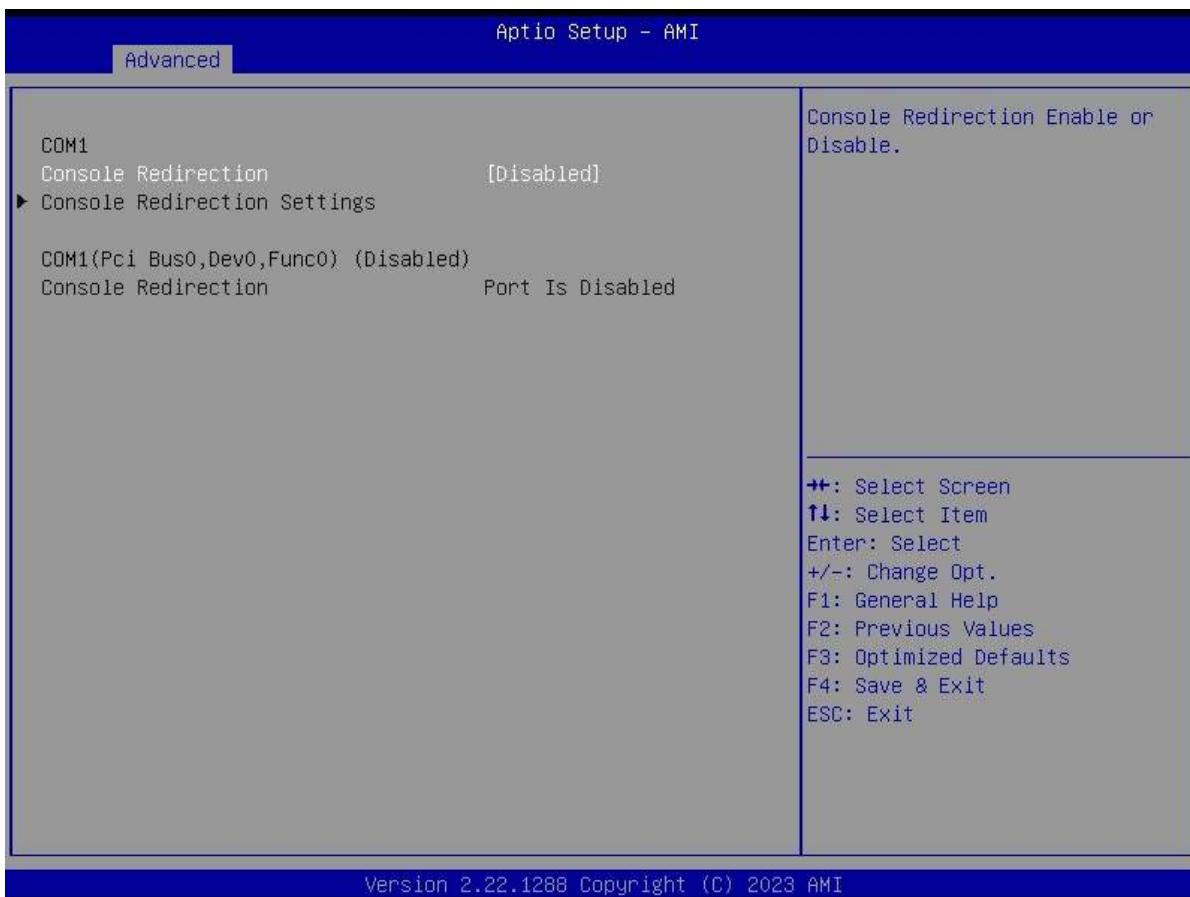 Aptio Setup – AMI
Advanced
COM1
Console Redirection [Disabled]
▶ Console Redirection Settings
COM1(Pci Bus0,Dev0,Func0) (Disabled)
Console Redirection Port Is Disabled
Console Redirection Enable or
Disable.
→←: Select Screen
↑↓: Select Item
Enter: Select
+/-: Change Opt.
F1: General Help
F2: Previous Values
F3: Optimized Defaults
F4: Save & Exit
ESC: Exit
Version 2.22.1288 Copyright (C) 2023 AMI